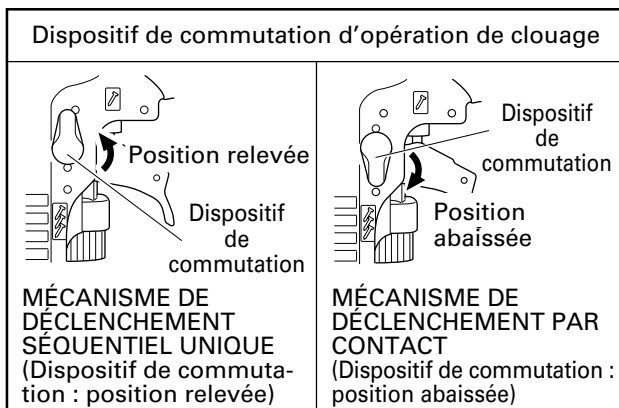 Dispositif de commutation d'opération de clouage
Position relevée
Dispositif
de
commutation
MÉCANISME DE
DÉCLENCHEMENT
SÉQUENTIEL UNIQUE
(Dispositif de commuta-
tion : position relevée)
Dispositif
de
commutation
Position
abaissée
MÉCANISME DE
DÉCLENCHEMENT PAR
CONTACT
(Dispositif de commutation :
position abaissée)